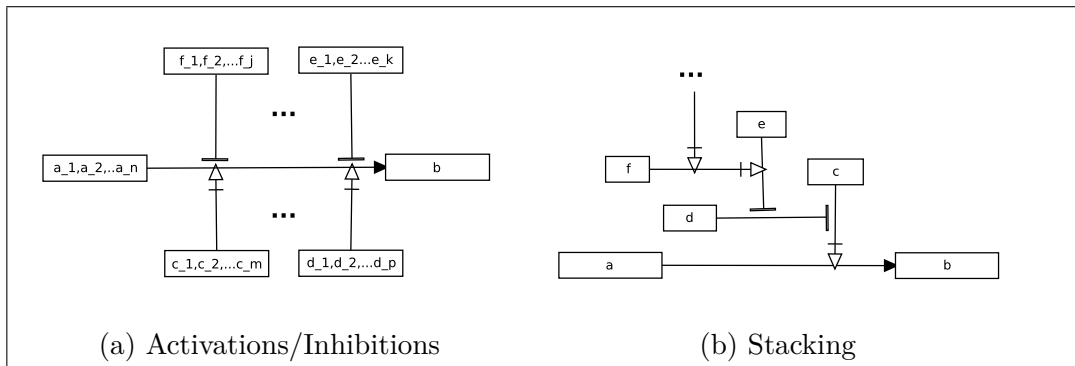 f_1,f_2,...f_j
e_1,e_2...e_k
...
...
a_1,a_2,..a_n
b
...
c_1,c_2,...c_m
d_1,d_2,...d_p
e
f
c
d
a
b
(a) Activations/Inhibitions
(b) Stacking